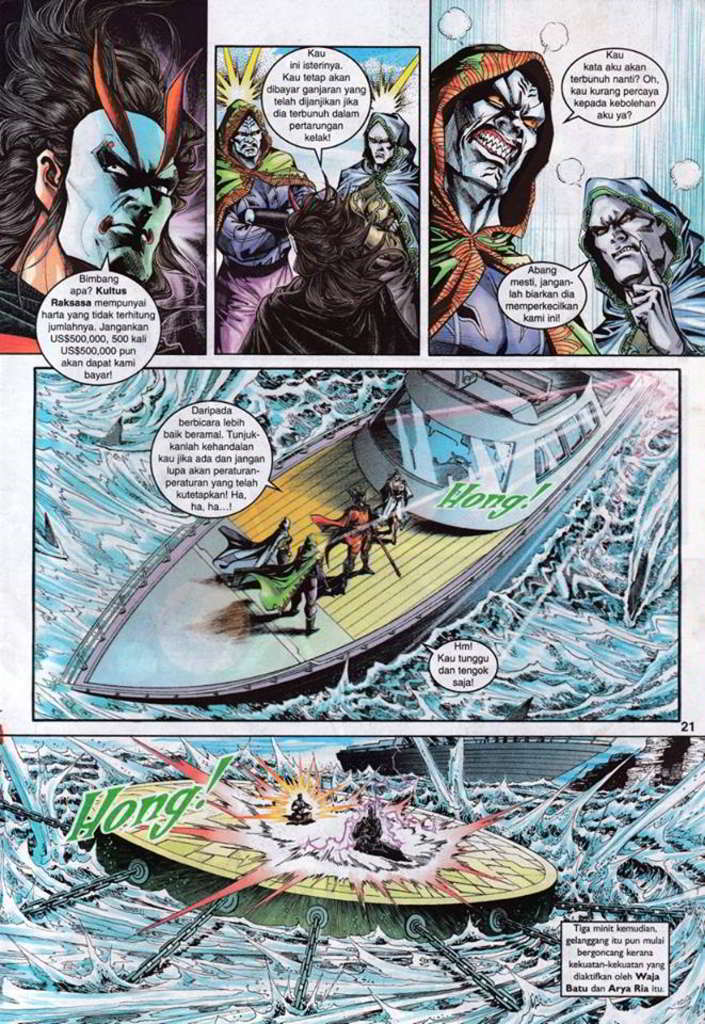 Bimbang
apa? Kultus
Raksasa mempunyai
harta yang tidak terhitung
jumlahnya. Jangankan
US$500,000, 500 kali
US$500,000 pun
akan dapat kami
bayar!
Kau
ini isterinya.
Kau tetap akan
dibayar ganjaran yang
telah dijanjikan jika
dia terbunuh dalam
pertarungan
kelak!
Kau
kata aku akan
terbunuh nanti? Oh,
kau kurang percaya
kepada kebolehan
aku ya?
Abang
mesti, jangan-
lah biarkan dia
memperkecilkan
kami ini!
Daripada
berbicara lebih
baik beramal. Tunjuk-
kanlah kehandalan
kau jika ada dan jangan
lupa akan peraturan-
peraturan yang telah
kutetapkan! Ha,
ha, ha...!
Hong!
Hm!
Kau tunggu
dan tengok
saja!
21
Hong!
Tiga minit kemudian,
gelanggang itu pun mulai
bergoncang kerana
kekuatan-kekuatan yang
diaktifkan oleh Waja
Batu dan Arya Ria itu.